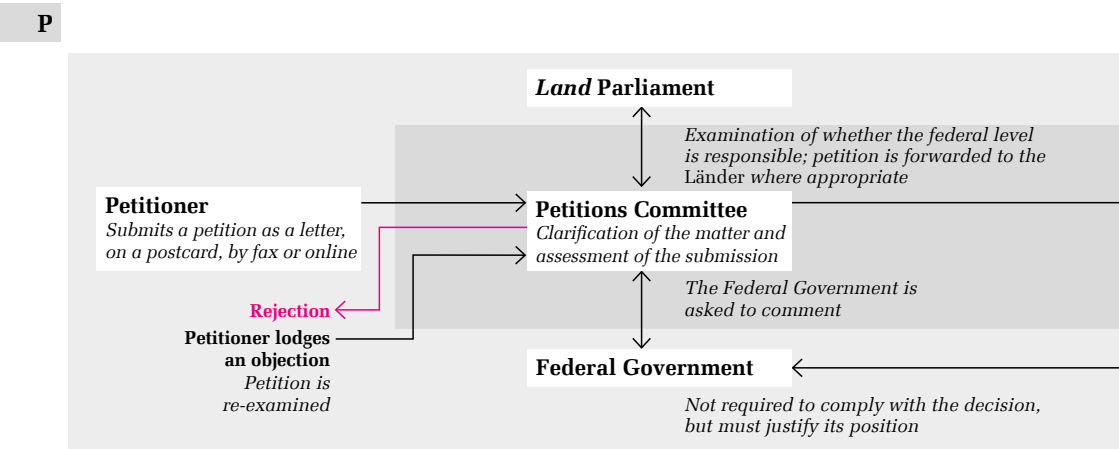 P
Land Parliament
Examination of whether the federal level
is responsible; petition is forwarded to the
Länder where appropriate
Petitioner
Submits a petition as a letter,
on a postcard, by fax or online
Petitions Committee
Clarification of the matter and
assessment of the submission
Rejection
Petitioner lodges
an objection
Petition is
re-examined
The Federal Government is
asked to comment
Federal Government
Not required to comply with the decision,
but must justify its position